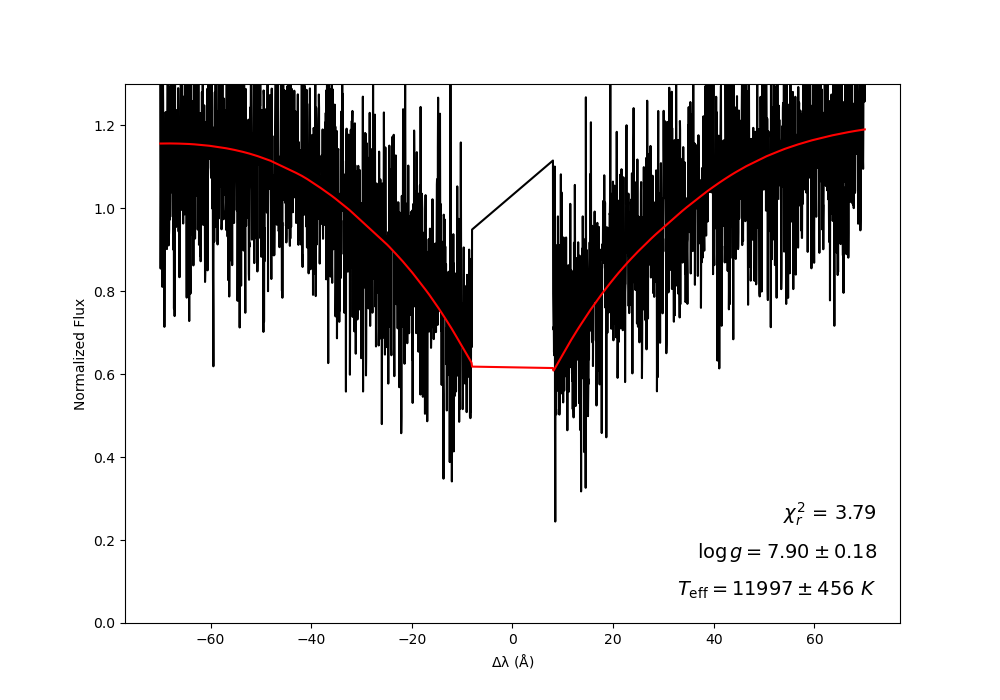 1.2
1.0
0.8
0.6
0.4
0.2
0.0
Normalized Flux
χ²ᵣ = 3.79
log g = 7.90 ± 0.18
T_eff = 11997 ± 456 K
−60 −40 −20 0 20 40 60
Δλ (Å)